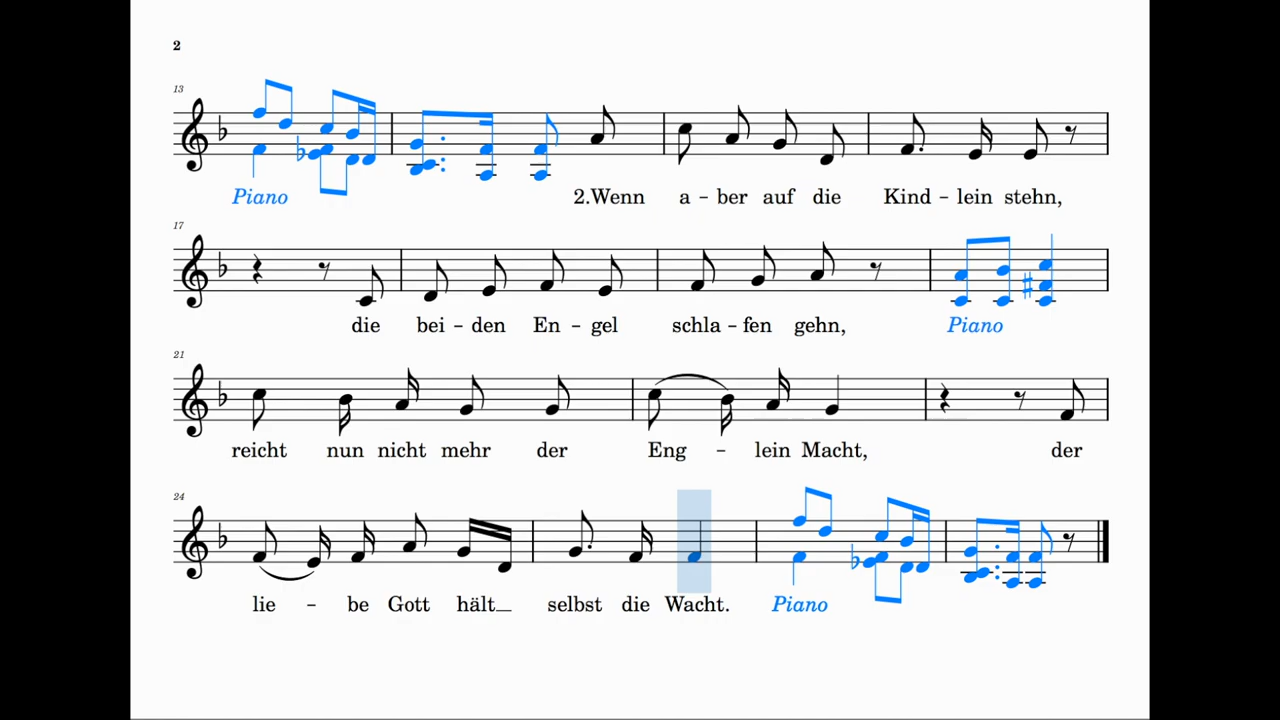 2
13
Piano 2.Wenn a - ber auf die Kind - lein stehn,
17
die bei - den En - gel schla - fen gehn, Piano
21
reicht nun nicht mehr der Eng - lein Macht, der
24
lie - be Gott hält_ selbst die Wacht. Piano